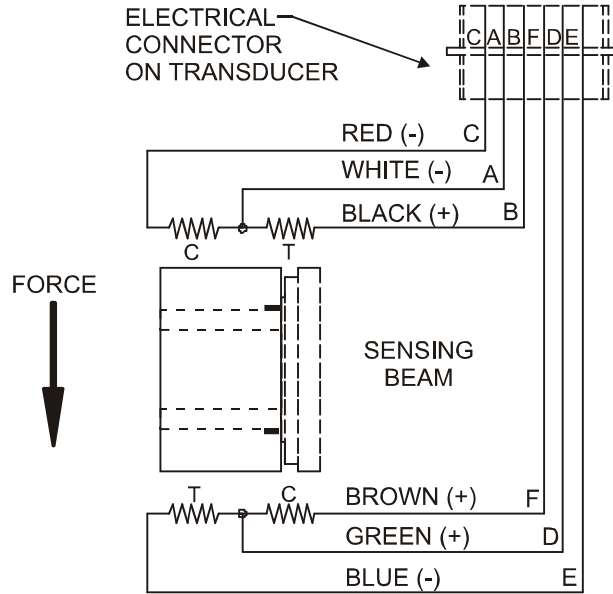 ELECTRICAL
CONNECTOR
ON TRANSDUCER
C A B F D E
RED (-) C
WHITE (-) A
BLACK (+) B
C T
FORCE
SENSING
BEAM
T C
BROWN (+) F
GREEN (+) D
BLUE (-) E